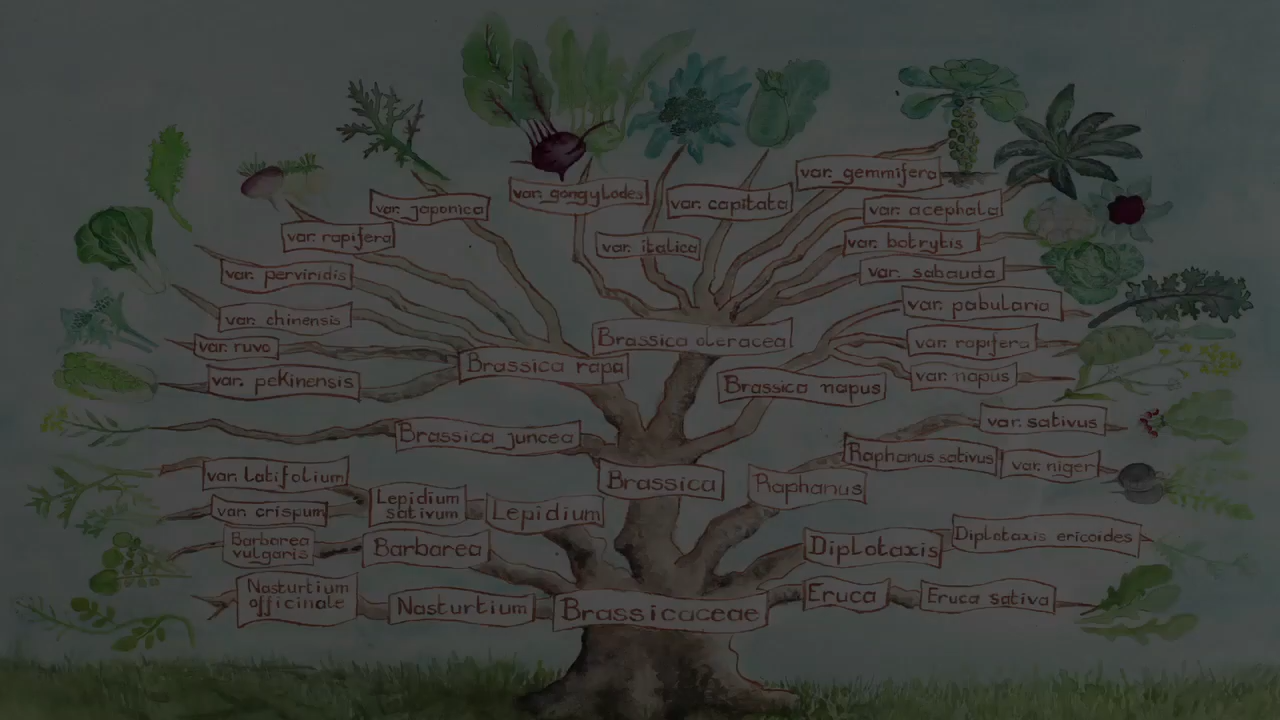 var. gemmifera
var. gongylodes
var. capitata
var. japonica
var. acephala
var. rapifera
var. italica
var. botrytis
var. perviridis
var. sabauda
var. pabularia
var. chinensis
Brassica oleracea
var. rapifera
var. ruvo
Brassica rapa
var. pekinensis
Brassica napus
var. napus
var. sativus
Brassica juncea
Raphanus sativus
var. niger
var. latifolium
Brassica
Raphanus
Lepidium
sativum
Lepidium
var. crispum
Barbarea
vulgaris
Barbarea
Diplotaxis
Diplotaxis ericoides
Nasturtium
officinale
Nasturtium
Brassicaceae
Eruca
Eruca sativa